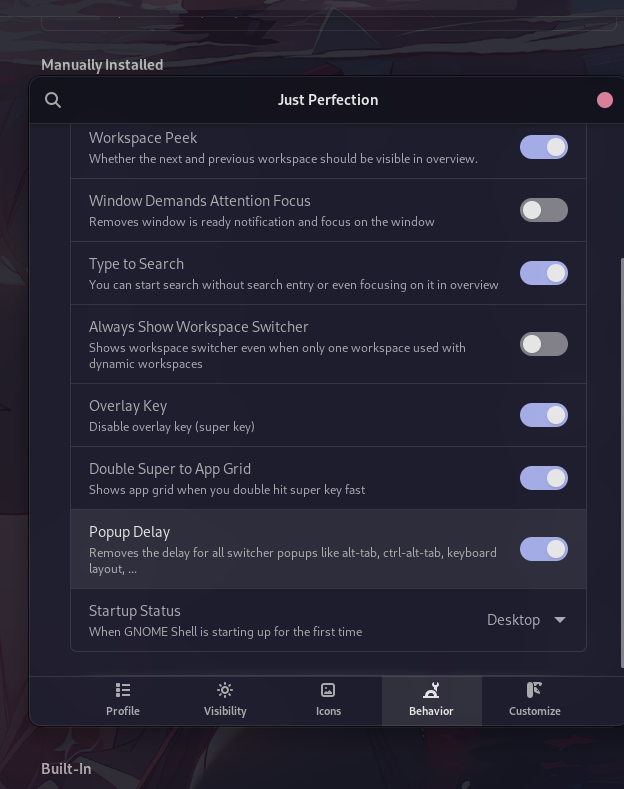 Manually Installed
Just Perfection
Workspace Peek
Whether the next and previous workspace should be visible in overview.
Window Demands Attention Focus
Removes window is ready notification and focus on the window
Type to Search
You can start search without search entry or even focusing on it in overview
Always Show Workspace Switcher
Shows workspace switcher even when only one workspace used with
dynamic workspaces
Overlay Key
Disable overlay key (super key)
Double Super to App Grid
Shows app grid when you double hit super key fast
Popup Delay
Removes the delay for all switcher popups like alt-tab, ctrl-alt-tab, keyboard
layout, ...
Startup Status
When GNOME Shell is starting up for the first time
Desktop
Profile
Visibility
Icons
Behavior
Customize
Built-In